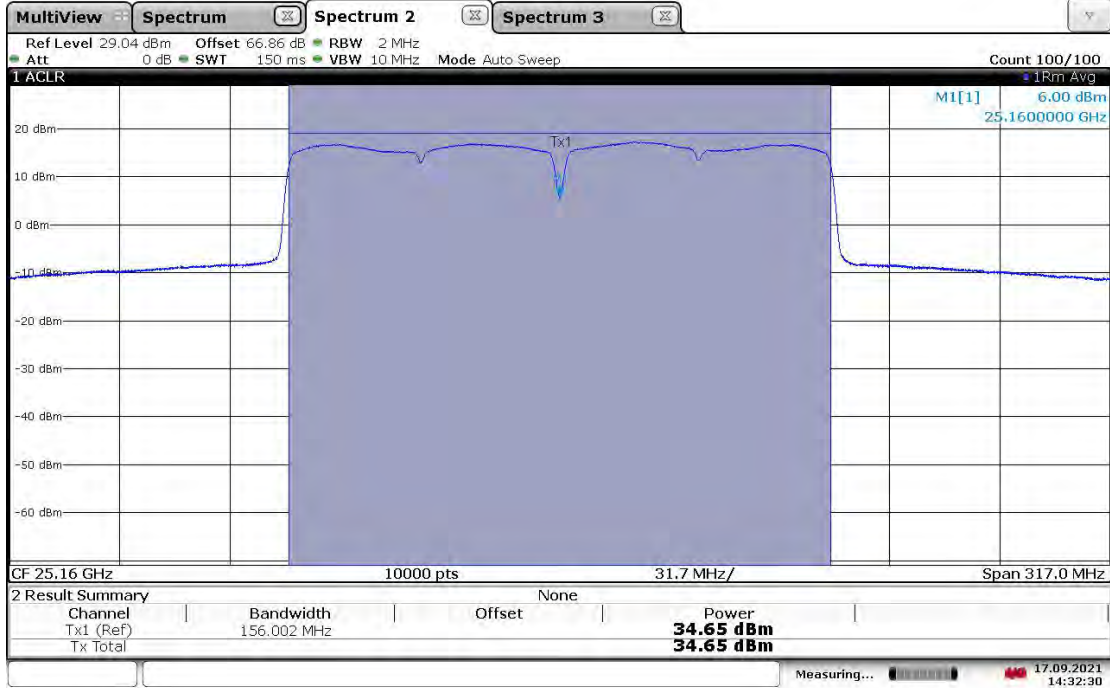 MultiView Spectrum Spectrum 2 Spectrum 3
Ref Level 29.04 dBm Offset 66.86 dB RBW 2 MHz
Att 0 dB SWT 150 ms VBW 10 MHz Mode Auto Sweep Count 100/100
1 ACLR 1Rm Avg
M1[1] 6.00 dBm
25.1600000 GHz
20 dBm
Tx1
10 dBm
0 dBm
-10 dBm
-20 dBm
-30 dBm
-40 dBm
-50 dBm
-60 dBm
CF 25.16 GHz 10000 pts 31.7 MHz/ Span 317.0 MHz
2 Result Summary None
Channel Bandwidth Offset Power
Tx1 (Ref) 156.002 MHz 34.65 dBm
Tx Total 34.65 dBm
Measuring... 17.09.2021
14:32:30